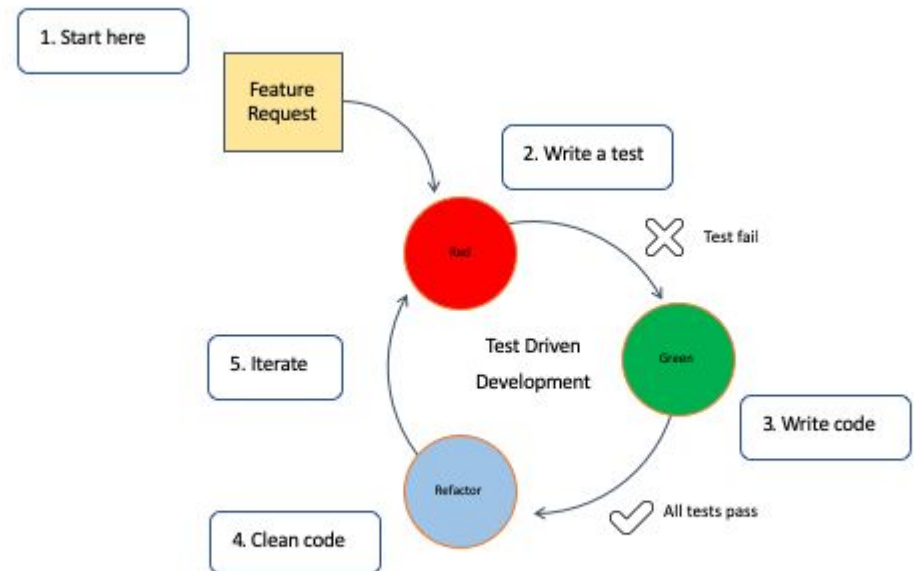 1. Start here
Feature
Request
2. Write a test
Red
Test fail
Green
Test Driven
Development
5. Iterate
3. Write code
Refactor
All tests pass
4. Clean code